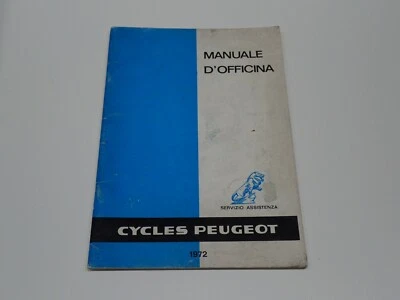 MANUALE
D'OFFICINA
SERVIZIO ASSISTENZA
CYCLES PEUGEOT
1972